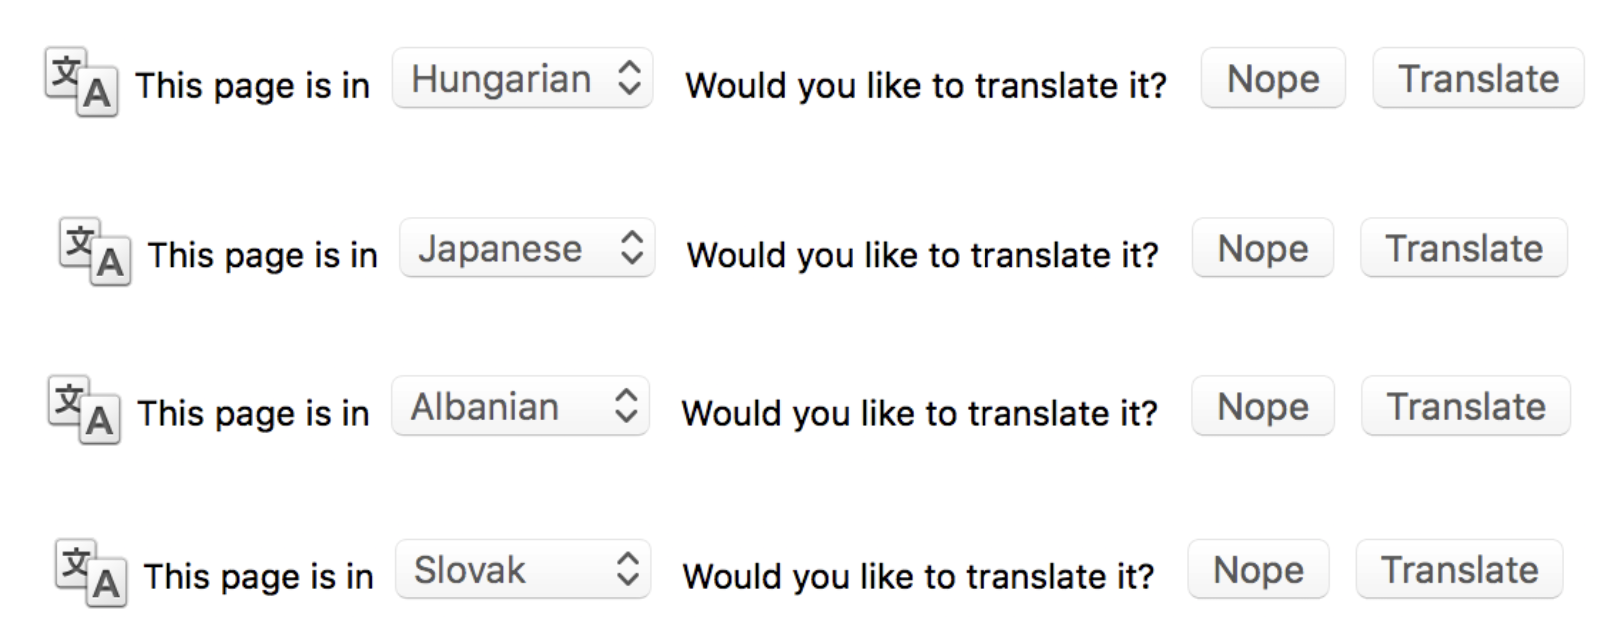 文A This page is in Hungarian Would you like to translate it? Nope Translate
文A This page is in Japanese Would you like to translate it? Nope Translate
文A This page is in Albanian Would you like to translate it? Nope Translate
文A This page is in Slovak Would you like to translate it? Nope Translate